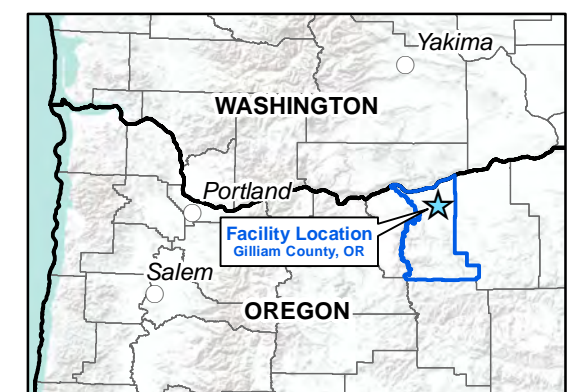 Yakima
WASHINGTON
Portland
Facility Location
Gilliam County, OR
Salem
OREGON